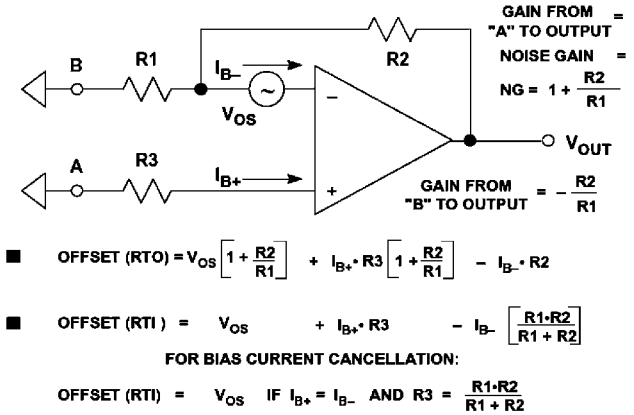 GAIN FROM
"A" TO OUTPUT =
NOISE GAIN =
NG = 1 + R2/R1
B
R1
I_B–
R2
~
V_OS
–
A
R3
I_B+
+
V_OUT
GAIN FROM
"B" TO OUTPUT = – R2/R1
■ OFFSET (RTO) = V_OS [1 + R2/R1] + I_B+• R3 [1 + R2/R1] – I_B–• R2
■ OFFSET (RTI ) = V_OS + I_B+• R3 – I_B– [R1•R2/R1 + R2]
FOR BIAS CURRENT CANCELLATION:
OFFSET (RTI) = V_OS IF I_B+ = I_B– AND R3 = R1•R2/R1 + R2